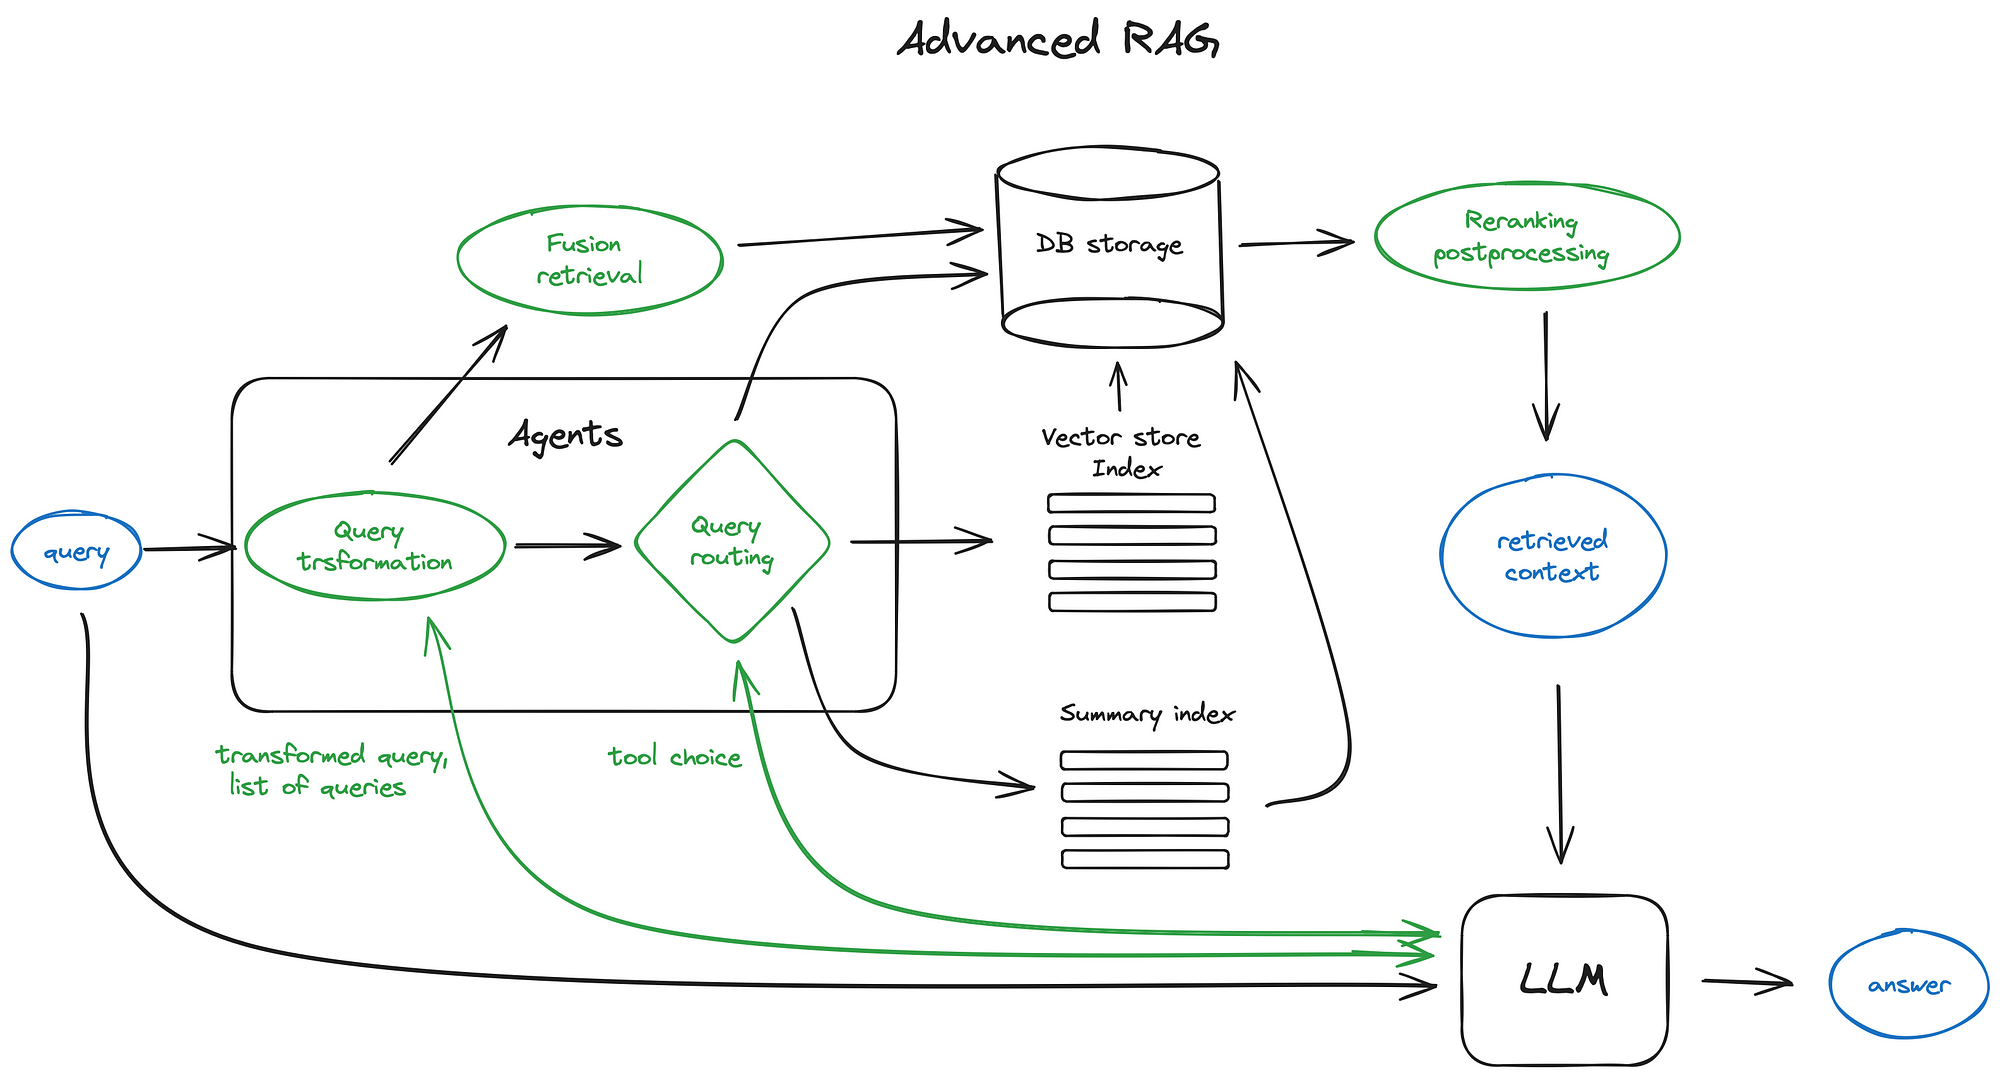 Advanced RAG
Fusion
retrieval
DB storage
Reranking
postprocessing
Agents
Vector store
Index
query
Query
trsformation
Query
routing
retrieved
context
Summary index
transformed query,
list of queries
tool choice
LLM
answer